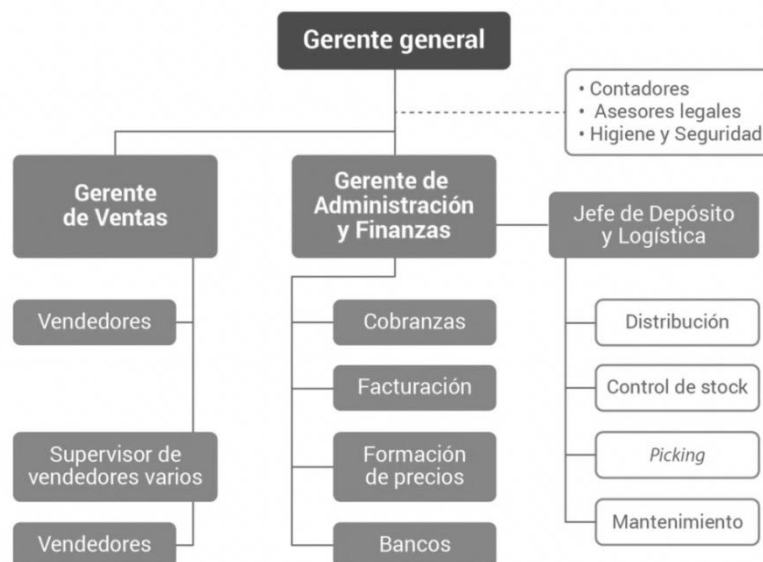 Gerente general
• Contadores
• Asesores legales
• Higiene y Seguridad
Gerente
de Ventas
Gerente de
Administración
y Finanzas
Jefe de Depósito
y Logística
Vendedores
Supervisor de
vendedores varios
Vendedores
Cobranzas
Facturación
Formación
de precios
Bancos
Distribución
Control de stock
Picking
Mantenimiento